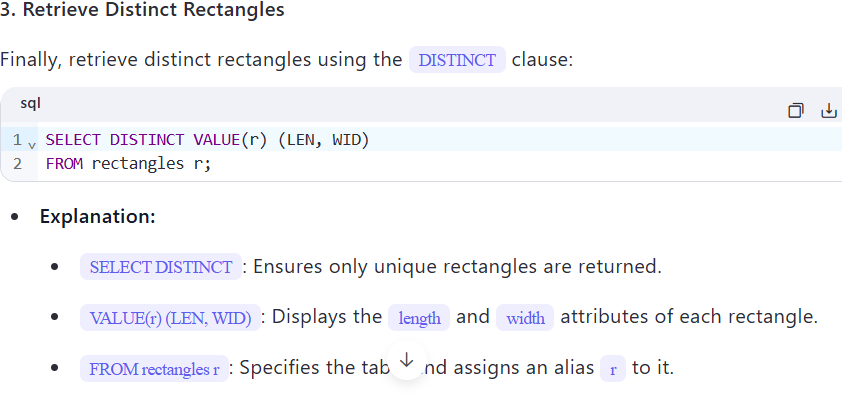 3. Retrieve Distinct Rectangles
Finally, retrieve distinct rectangles using the DISTINCT clause:
sql
1 SELECT DISTINCT VALUE(r) (LEN, WID)
2 FROM rectangles r;
Explanation:
SELECT DISTINCT: Ensures only unique rectangles are returned.
VALUE(r) (LEN, WID): Displays the length and width attributes of each rectangle.
FROM rectangles r: Specifies the tab nd assigns an alias r to it.